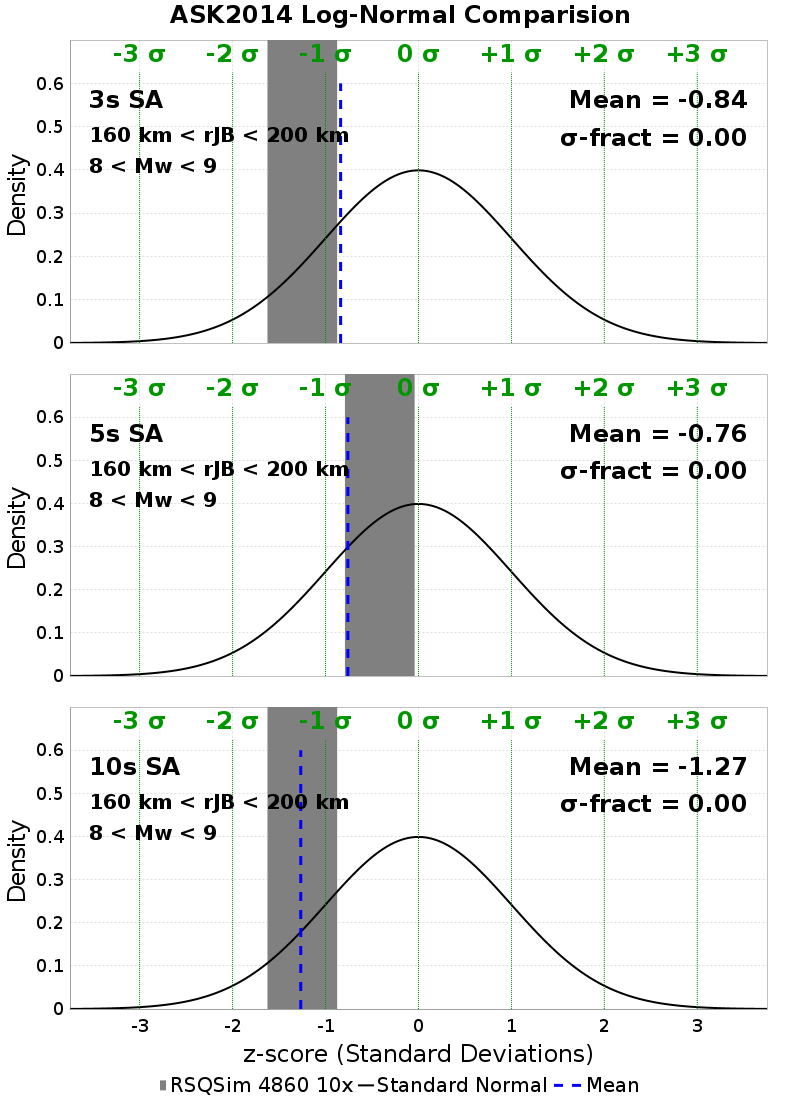 ASK2014 Log-Normal Comparision
-3 σ -2 σ -1 σ 0 σ +1 σ +2 σ +3 σ
3s SA
160 km < rJB < 200 km
8 < Mw < 9
Mean = -0.84
σ-fract = 0.00
Density
0.6
0.5
0.4
0.3
0.2
0.1
0
-3 σ -2 σ -1 σ 0 σ +1 σ +2 σ +3 σ
5s SA
160 km < rJB < 200 km
8 < Mw < 9
Mean = -0.76
σ-fract = 0.00
Density
0.6
0.5
0.4
0.3
0.2
0.1
0
-3 σ -2 σ -1 σ 0 σ +1 σ +2 σ +3 σ
10s SA
160 km < rJB < 200 km
8 < Mw < 9
Mean = -1.27
σ-fract = 0.00
Density
0.6
0.5
0.4
0.3
0.2
0.1
0
-3 -2 -1 0 1 2 3
z-score (Standard Deviations)
RSQSim 4860 10x Standard Normal Mean